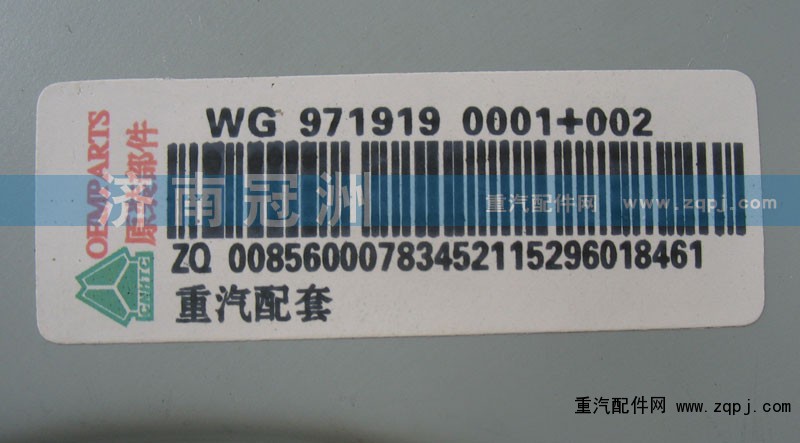 WG 971919 0001+002
OEMPARTS
原装部件
CNHTC
济南冠洲
重汽配件网 www.zqpj.com
ZQ 00856000783452115296018461
重汽配套
重汽配件网 www.zqpj.com